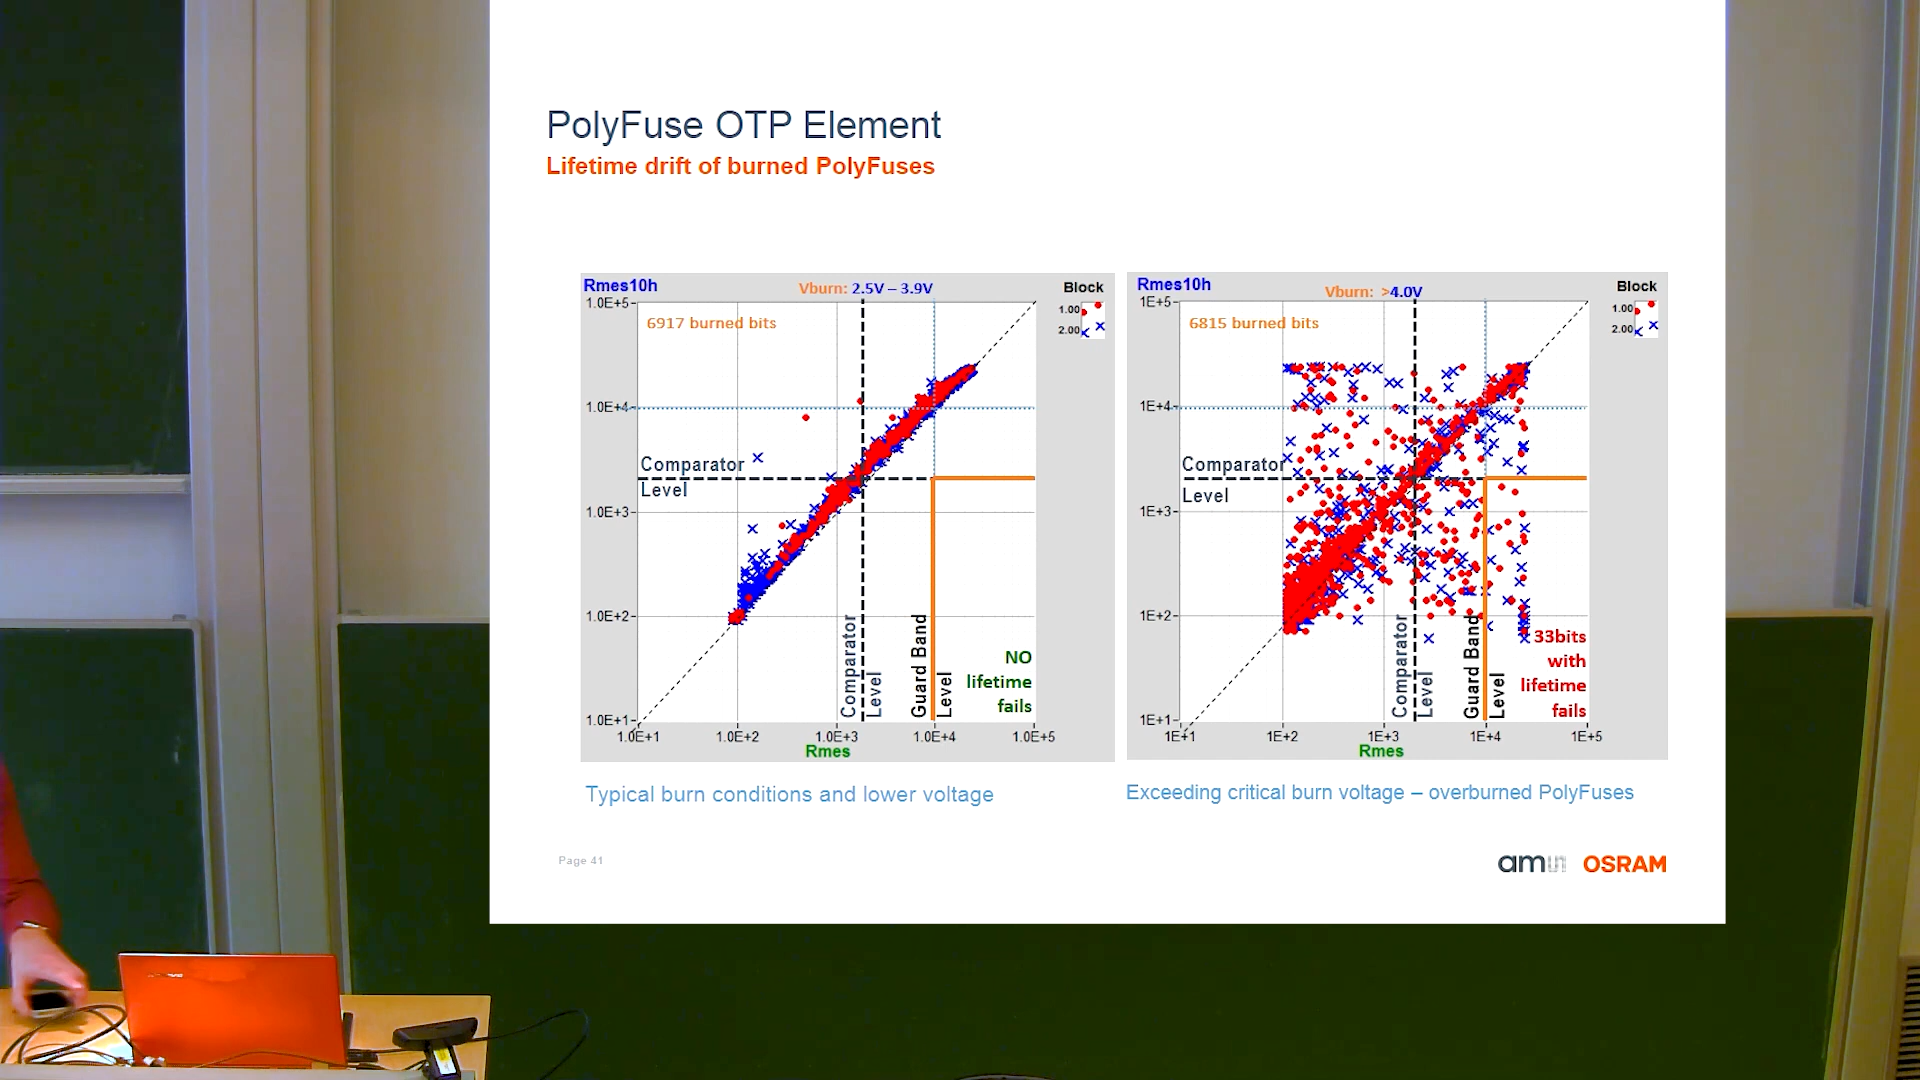 PolyFuse OTP Element
Lifetime drift of burned PolyFuses
Rmes10h
Vburn: 2.5V – 3.9V
Block
1.00
2.00
6917 burned bits
1.0E+5
1.0E+4
1.0E+3
1.0E+2
1.0E+1
Comparator
Level
Comparator
Level
Guard Band
Level
NO
lifetime
fails
1.0E+1 1.0E+2 1.0E+3 1.0E+4 1.0E+5
Rmes
Typical burn conditions and lower voltage
Rmes10h
Vburn: >4.0V
Block
1.00
2.00
6815 burned bits
1E+5
1E+4
1E+3
1E+2
1E+1
Comparator
Level
Comparator
Level
Guard Band
Level
33bits
with
lifetime
fails
1E+1 1E+2 1E+3 1E+4 1E+5
Rmes
Exceeding critical burn voltage – overburned PolyFuses
Page 41
am OSRAM